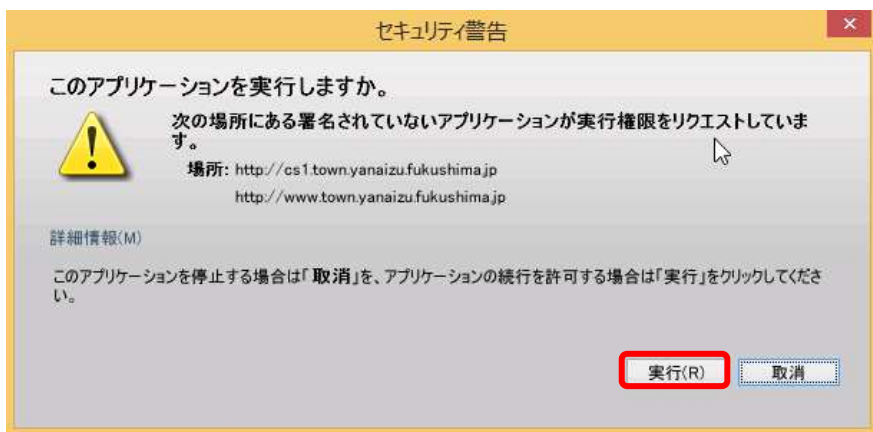 セキュリティ警告
このアプリケーションを実行しますか。
次の場所にある署名されていないアプリケーションが実行権限をリクエストしていま
す。
場所: http://cs1.town.yanaizu.fukushima.jp
http://www.town.yanaizu.fukushima.jp
詳細情報(M)
このアプリケーションを停止する場合は「取消」を、アプリケーションの続行を許可する場合は「実行」をクリックしてくださ
い。
実行(R) 取消